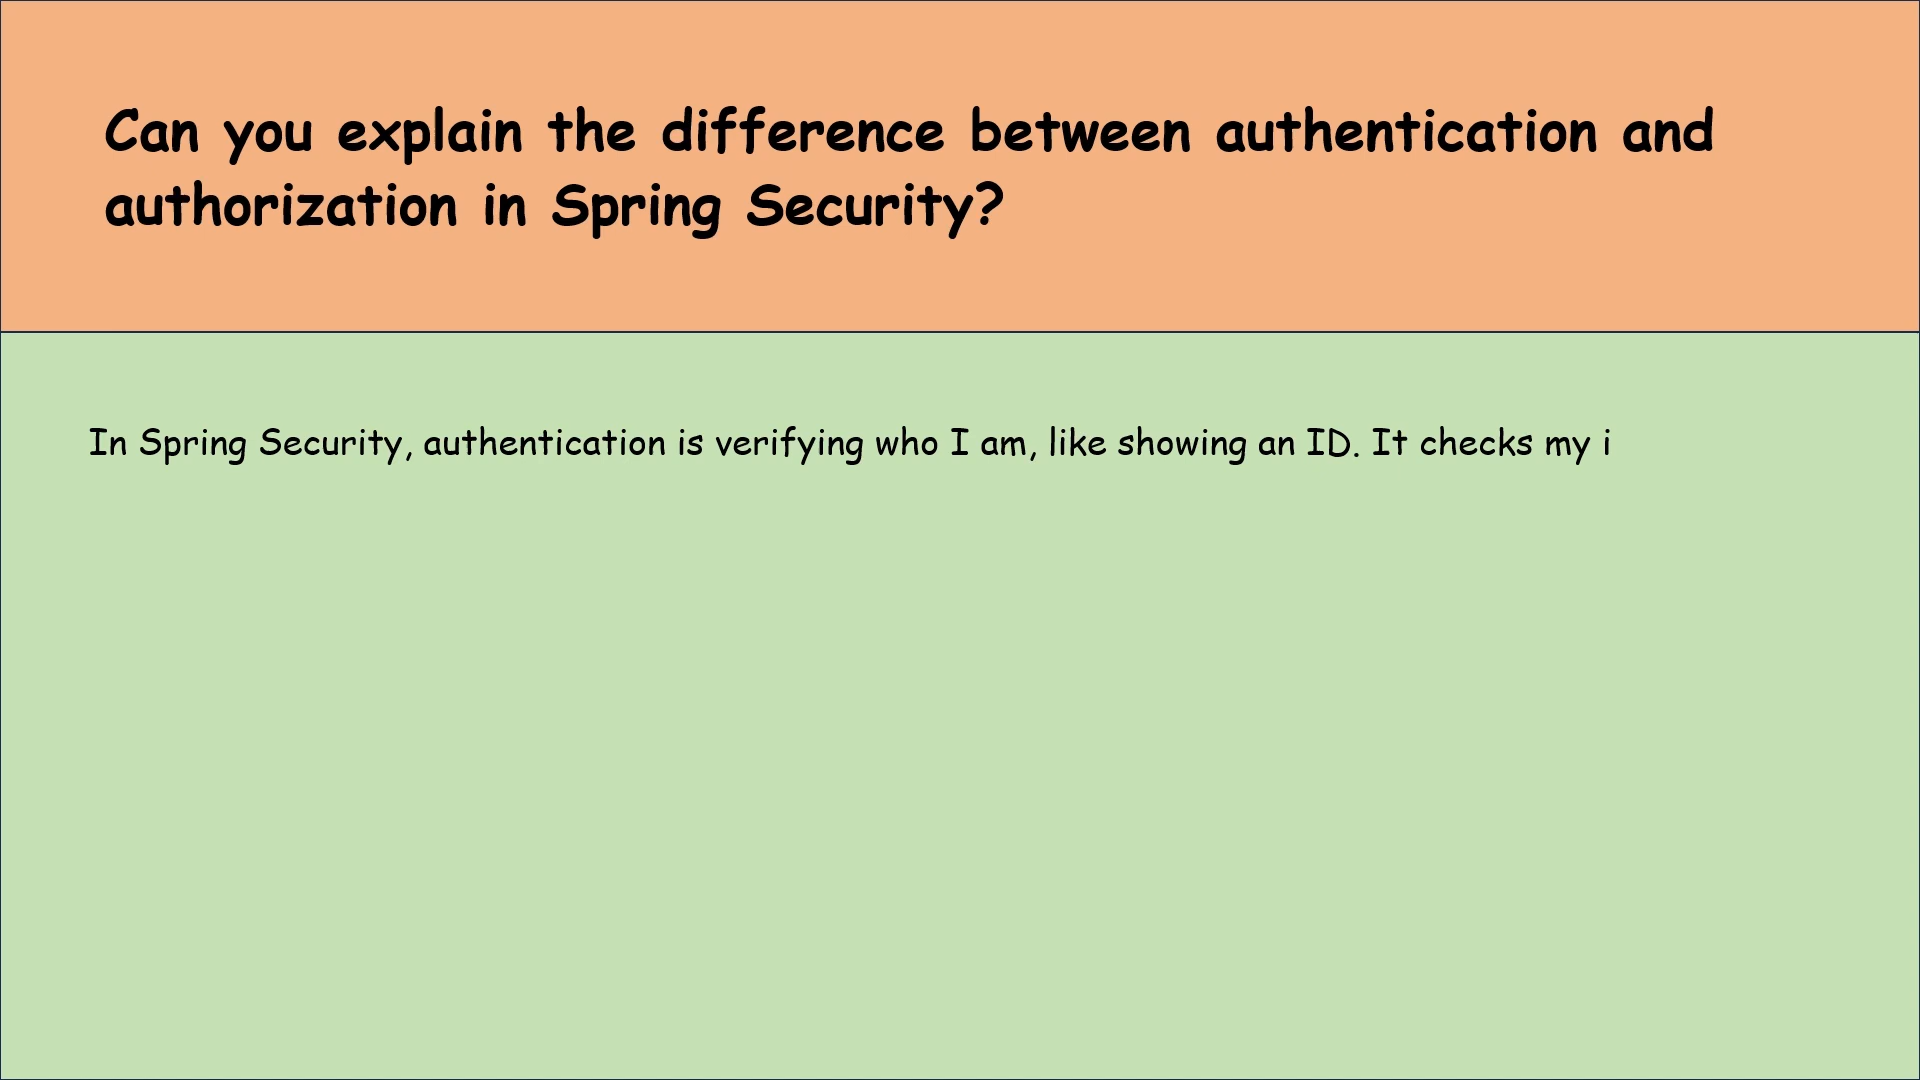 Can you explain the difference between authentication and
authorization in Spring Security?
In Spring Security, authentication is verifying who I am, like showing an ID. It checks my i